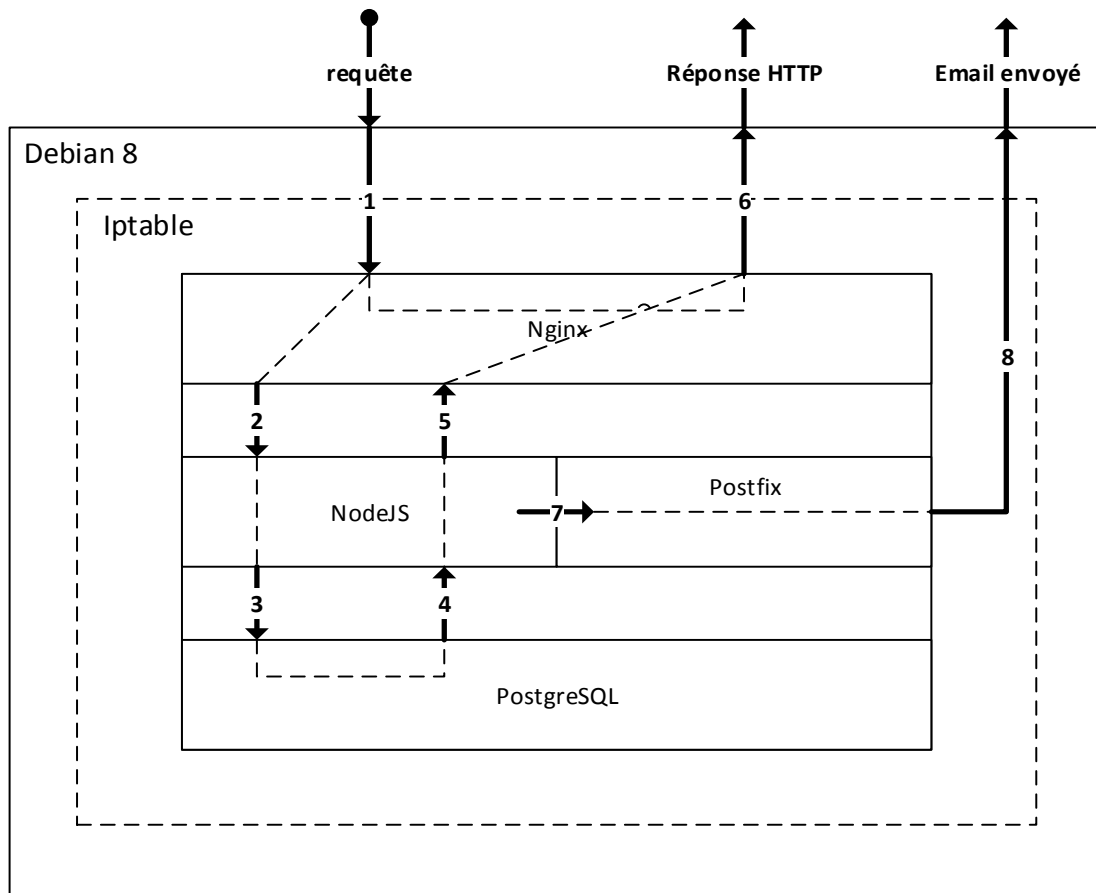 requête
Réponse HTTP
Email envoyé
Debian 8
1
6
Iptable
Nginx
8
2
5
Postfix
NodeJS
7
3
4
PostgreSQL